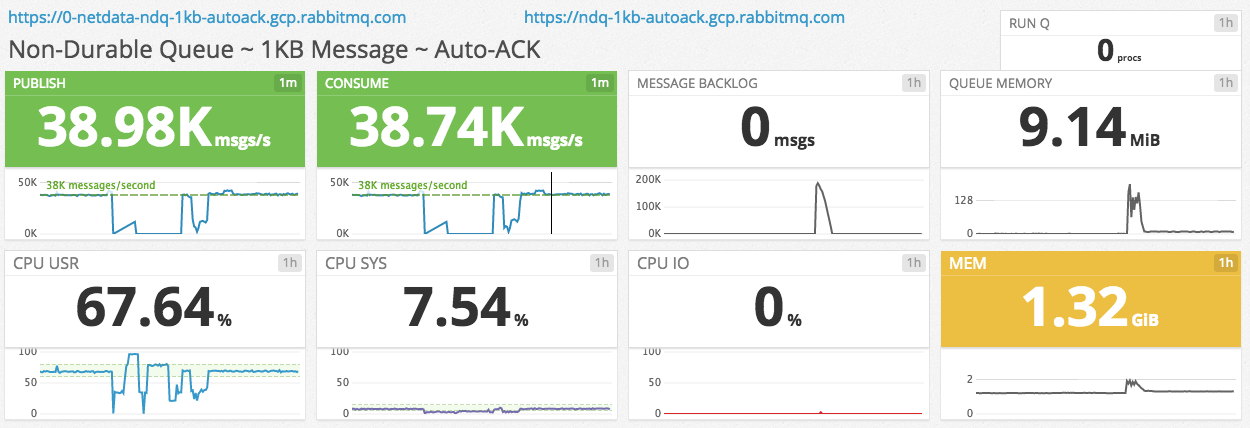 https://0-netdata-ndq-1kb-autoack.gcp.rabbitmq.com https://ndq-1kb-autoack.gcp.rabbitmq.com
RUN Q 1h
0 procs
Non-Durable Queue ~ 1KB Message ~ Auto-ACK
PUBLISH 1m
38.98K msgs/s
50K
38K messages/second
0K
CONSUME 1m
38.74K msgs/s
50K
38K messages/second
0K
MESSAGE BACKLOG 1h
0 msgs
200K
100K
0K
QUEUE MEMORY 1h
9.14 MiB
128
0
CPU USR 1h
67.64 %
100
50
0
CPU SYS 1h
7.54 %
100
50
0
CPU IO 1h
0 %
100
50
0
MEM 1h
1.32 GiB
2
0